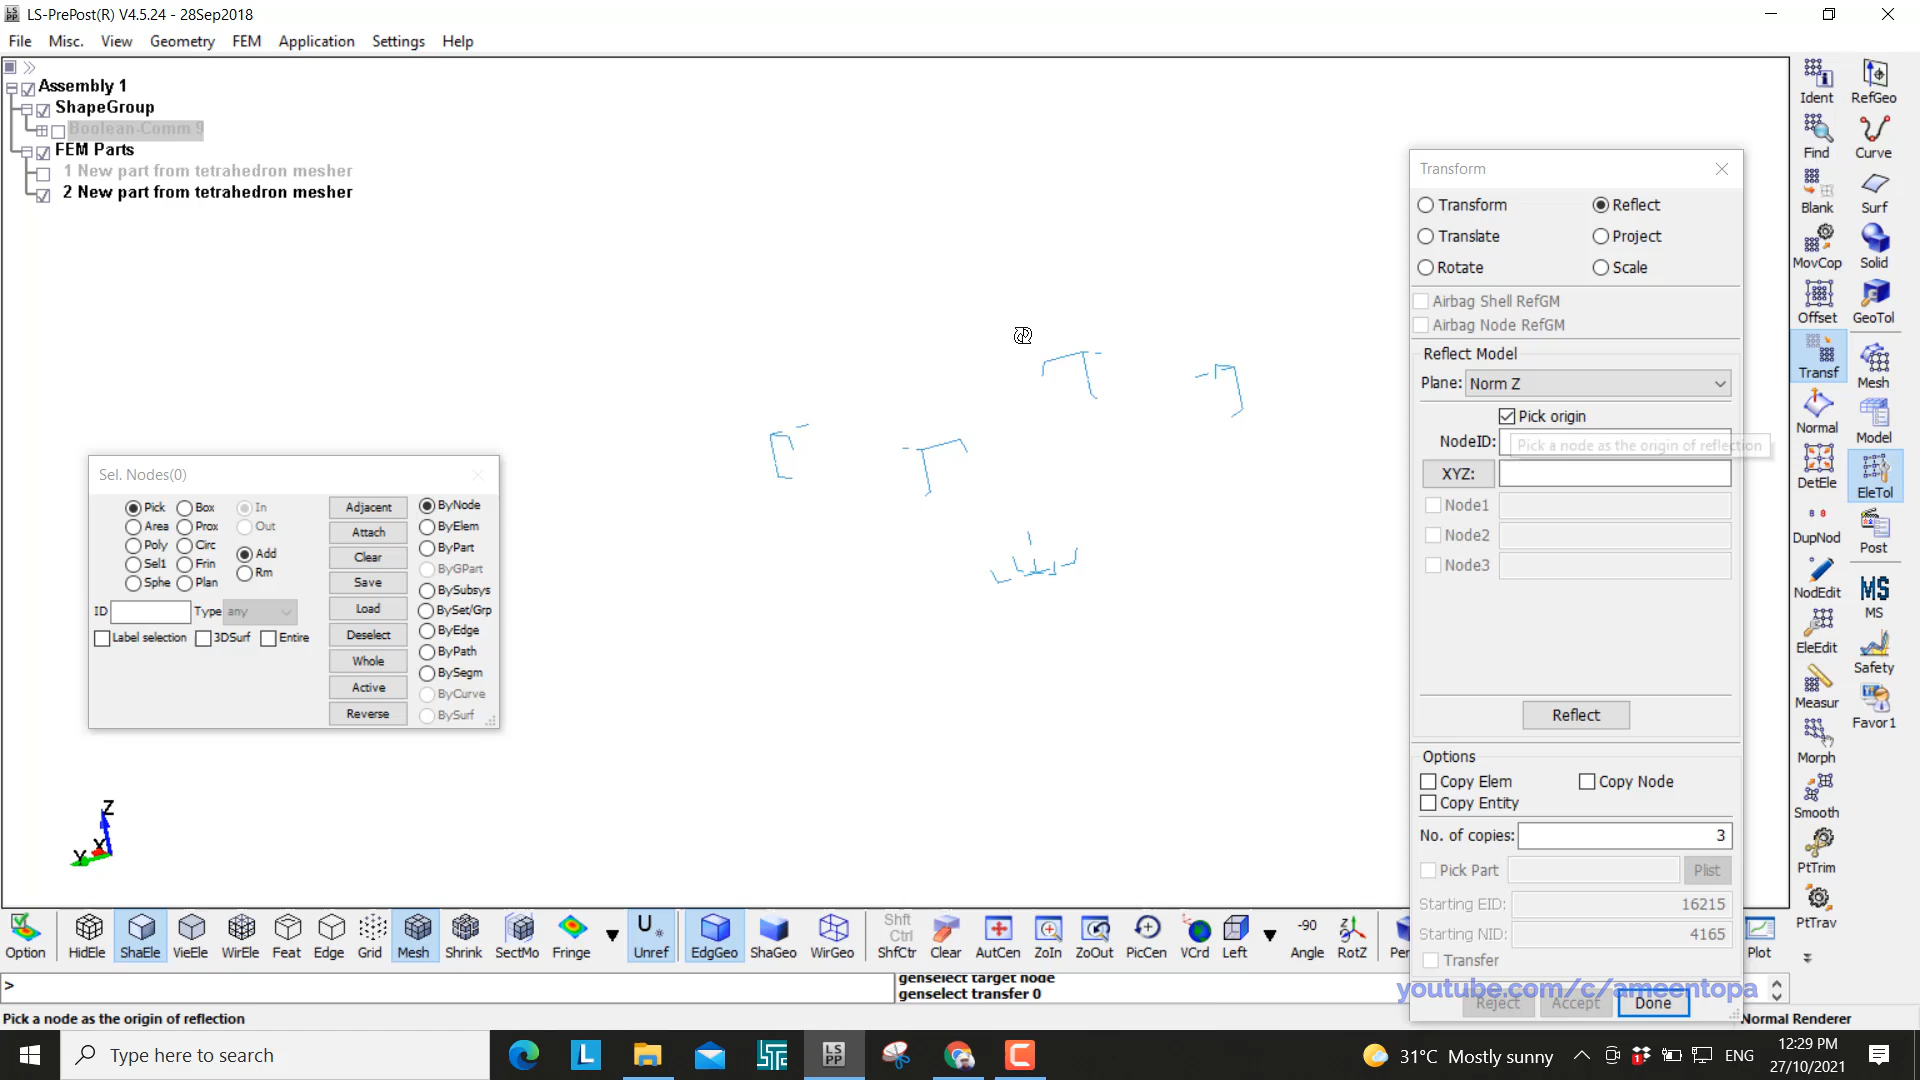 LS-PrePost(R) V4.5.24 - 28Sep2018
File Misc. View Geometry FEM Application Settings Help
Assembly 1
ShapeGroup
Boolean-Comm 9
FEM Parts
1 New part from tetrahedron mesher
2 New part from tetrahedron mesher
Sel. Nodes(0)
Pick Box In
Area Prox Out
Poly Circ
Sel1 Frin Add
Sphe Plan Rm
ID Type any
Label selection 3DSurf Entire
Adjacent
Attach
Clear
Save
Load
Deselect
Whole
Active
Reverse
ByNode
ByElem
ByPart
ByGPart
BySubsys
BySet/Grp
ByEdge
ByPath
BySegm
ByCurve
BySurf
Transform
Transform Reflect
Translate Project
Rotate Scale
Airbag Shell RefGM
Airbag Node RefGM
Reflect Model
Plane: Norm Z
Pick origin
NodeID:
Pick a node as the origin of reflection
XYZ:
Node1
Node2
Node3
Reflect
Options
Copy Elem Copy Node
Copy Entity
No. of copies: 3
Pick Part Plist
Starting EID: 16215
Starting NID: 4165
Transfer
Reject Accept Done
youtube.com/c/ameentopa
Ident RefGeo
Find Curve
Blank Surf
MovCop Solid
Offset GeoTol
Transf Mesh
Normal Model
DetEle EleTol
DupNod Post
NodEdit MS
MS
EleEdit Safety
Measur Favor1
Morph
Smooth
PtTrim
PtTrav
Z
X
Y
Option HidEle ShaEle VieEle WirEle Feat Edge Grid Mesh Shrink SectMo Fringe
U
Unref EdgGeo ShaGeo WirGeo
Shft
Ctrl
ShfCtr Clear AutCen ZoIn ZoOut PicCen VCrd Left
-90
Angle RotZ Per Plot
>
genselect target node
genselect transfer 0
Pick a node as the origin of reflection
Normal Renderer
Type here to search
L
LS
PP
C
31°C Mostly sunny
ENG
12:29 PM
27/10/2021